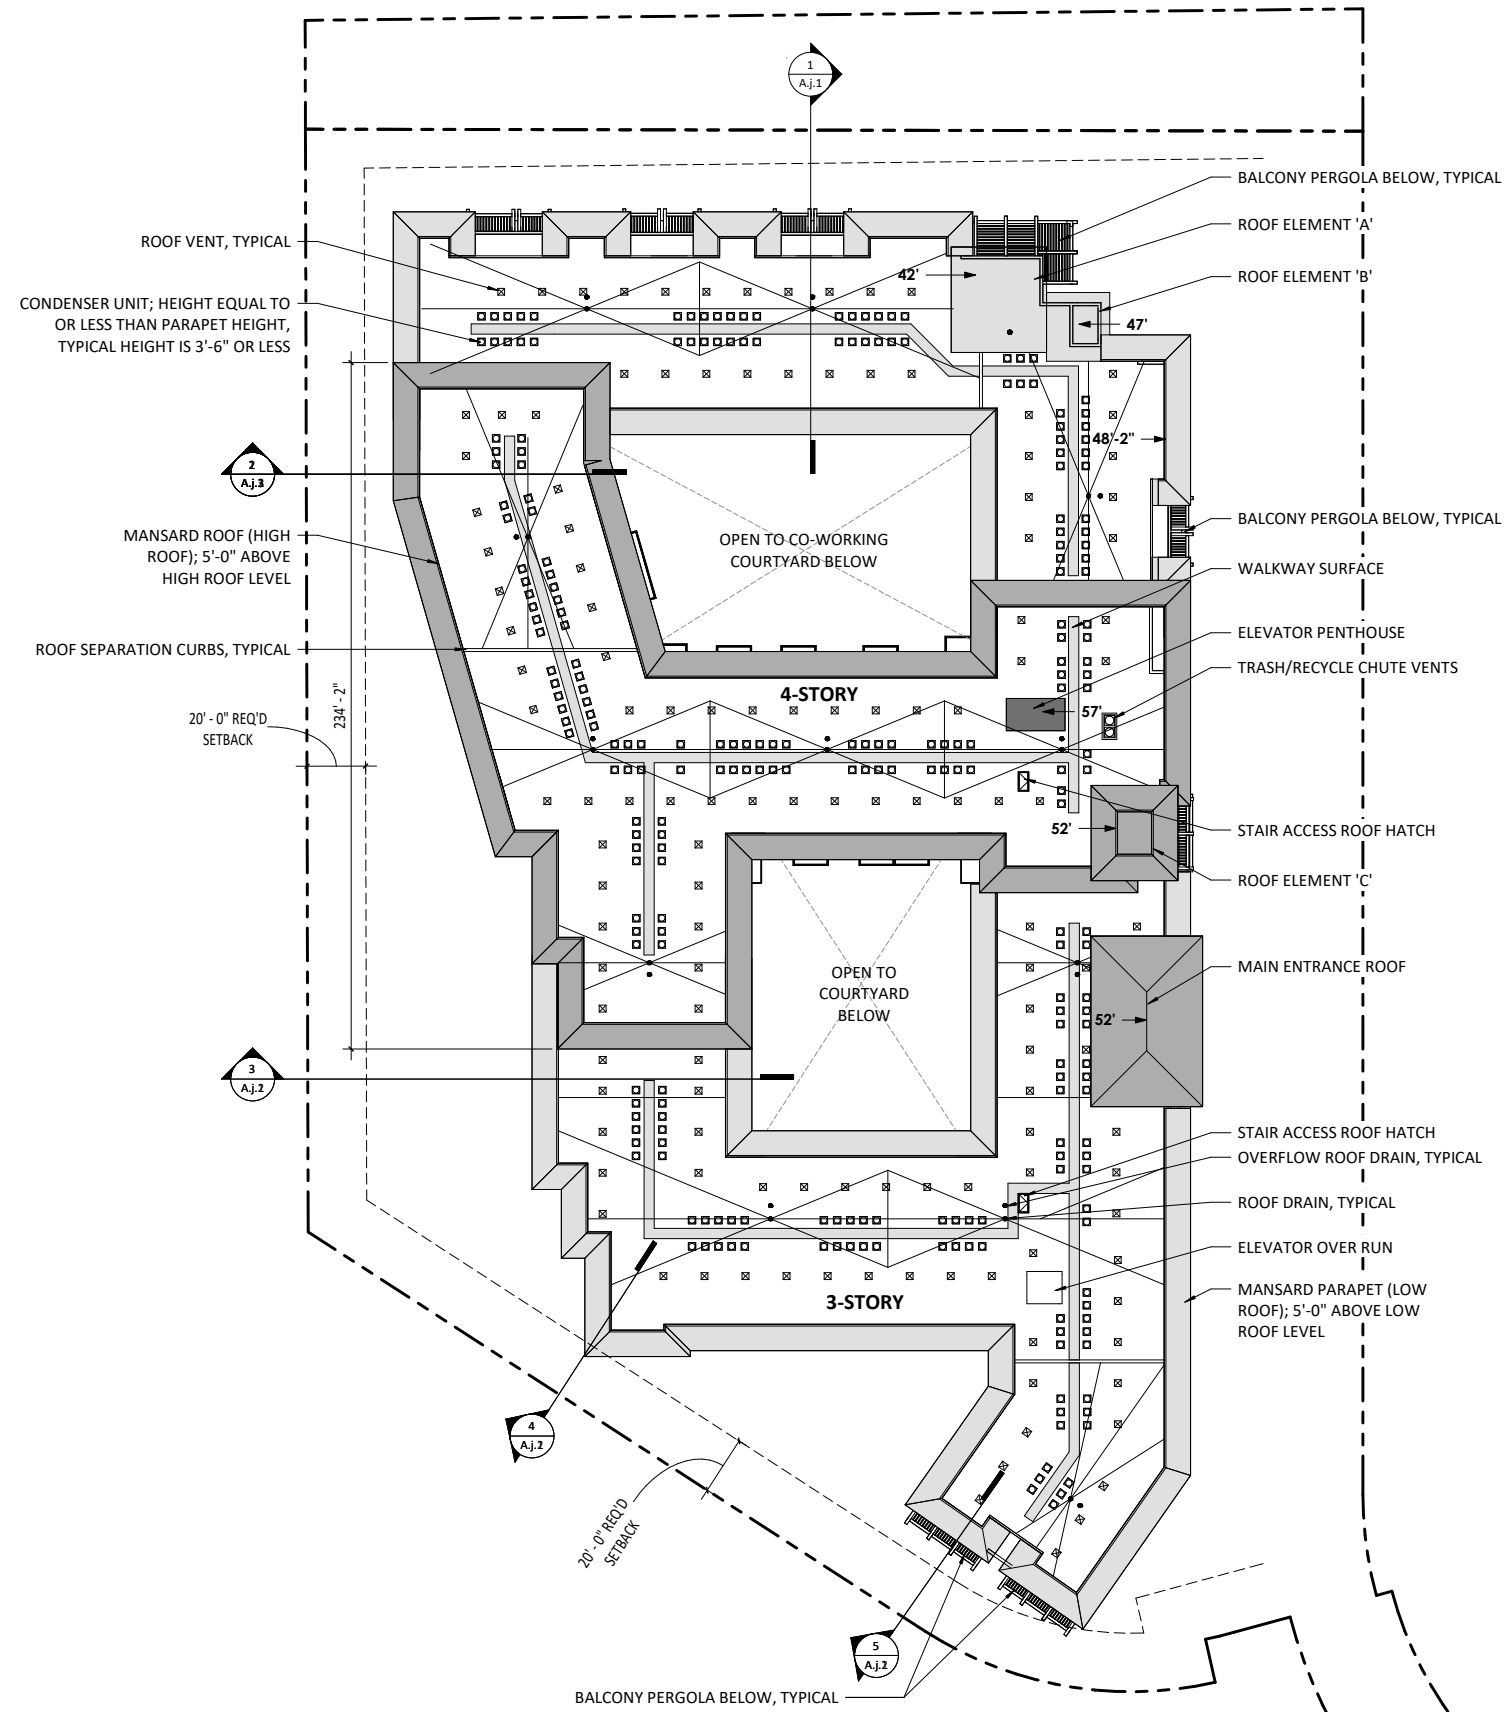 1
A.j.1
BALCONY PERGOLA BELOW, TYPICAL
ROOF ELEMENT 'A'
ROOF VENT, TYPICAL
42'
ROOF ELEMENT 'B'
CONDENSER UNIT; HEIGHT EQUAL TO
OR LESS THAN PARAPET HEIGHT,
TYPICAL HEIGHT IS 3'-6" OR LESS
47'
48'-2"
2
BALCONY PERGOLA BELOW, TYPICAL
MANSARD ROOF (HIGH
ROOF); 5'-0" ABOVE
HIGH ROOF LEVEL
OPEN TO CO-WORKING
COURTYARD BELOW
WALKWAY SURFACE
ELEVATOR PENTHOUSE
ROOF SEPARATION CURBS, TYPICAL
TRASH/RECYCLE CHUTE VENTS
4-STORY
57'
234' - 2"
20' - 0" REQ'D
SETBACK
52'
STAIR ACCESS ROOF HATCH
ROOF ELEMENT 'C'
OPEN TO
COURTYARD
BELOW
MAIN ENTRANCE ROOF
52'
3
STAIR ACCESS ROOF HATCH
OVERFLOW ROOF DRAIN, TYPICAL
ROOF DRAIN, TYPICAL
ELEVATOR OVER RUN
3-STORY
MANSARD PARAPET (LOW
ROOF); 5'-0" ABOVE LOW
ROOF LEVEL
4
20' - 0" REQ'D
SETBACK
5
BALCONY PERGOLA BELOW, TYPICAL